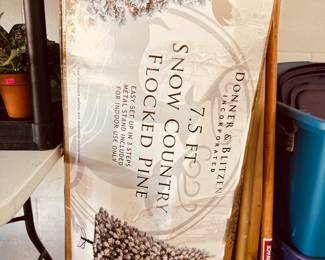 DONNER & BLITZEN
INCORPORATED
7.5 FT
SNOW COUNTRY
FLOCKED PINE
EASY SET UP IN 3 STEPS
METAL STAND INCLUDED
FOR INDOOR USE ONLY